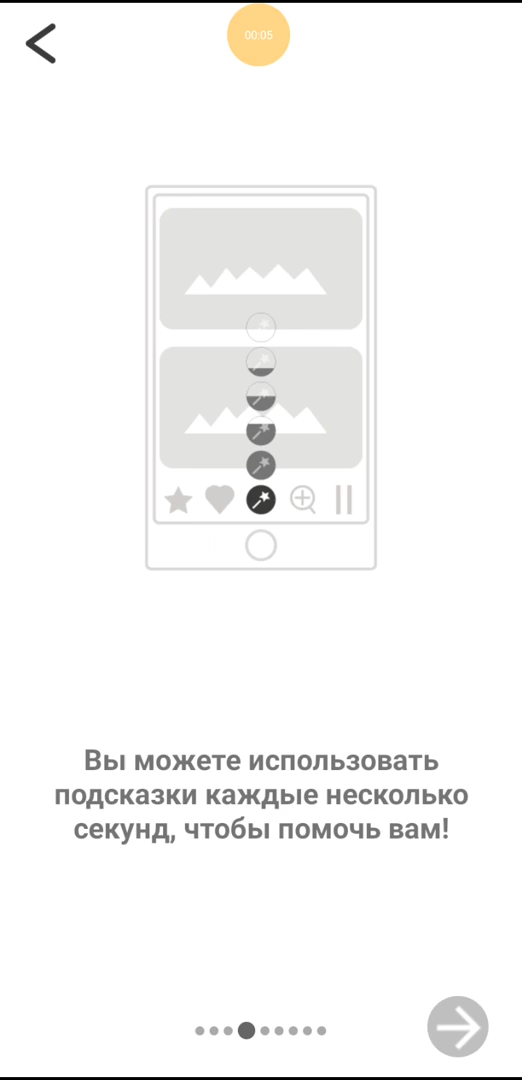 00:05
Вы можете использовать
подсказки каждые несколько
секунд, чтобы помочь вам!